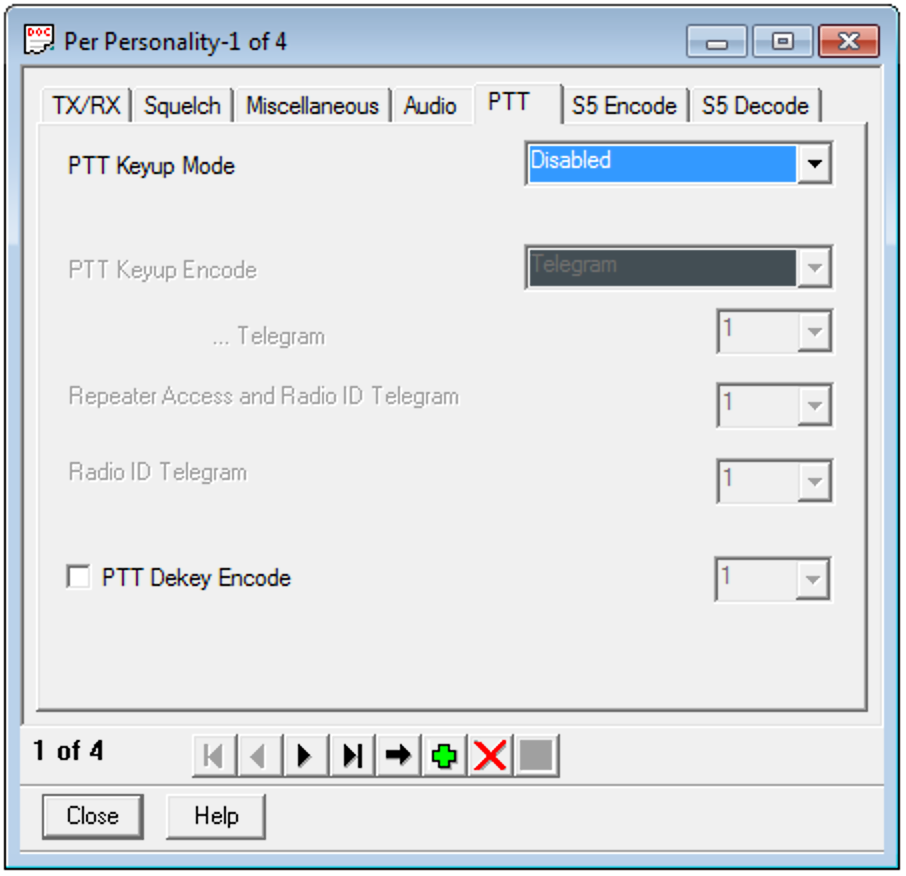 DOC
Per Personality-1 of 4
TX/RX Squelch Miscellaneous Audio PTT S5 Encode S5 Decode
PTT Keyup Mode Disabled
PTT Keyup Encode Telegram
... Telegram 1
Repeater Access and Radio ID Telegram 1
Radio ID Telegram 1
PTT Dekey Encode 1
1 of 4
Close Help